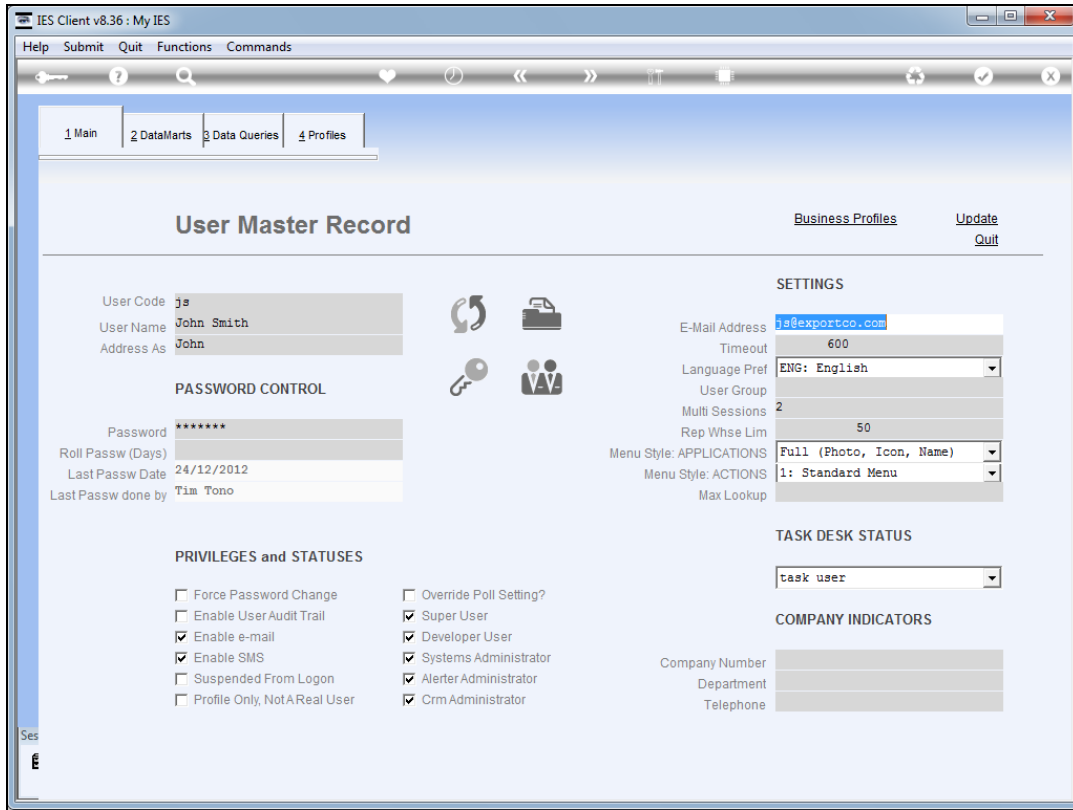 IES Client v8.36 : My IES
Help Submit Quit Functions Commands
1 Main
2 DataMarts
3 Data Queries
4 Profiles
User Master Record
Business Profiles
Update
Quit
User Code js
User Name John Smith
Address As John
PASSWORD CONTROL
Password *******
Roll Passw (Days)
Last Passw Date 24/12/2012
Last Passw done by Tim Tono
SETTINGS
E-Mail Address js@exportco.com
Timeout 600
Language Pref ENG: English
User Group
Multi Sessions 2
Rep Whse Lim 50
Menu Style: APPLICATIONS Full (Photo, Icon, Name)
Menu Style: ACTIONS 1: Standard Menu
Max Lookup
PRIVILEGES and STATUSES
Force Password Change
Enable User Audit Trail
Enable e-mail
Enable SMS
Suspended From Logon
Profile Only, Not A Real User
Override Poll Setting?
Super User
Developer User
Systems Administrator
Alerter Administrator
Crm Administrator
TASK DESK STATUS
task user
COMPANY INDICATORS
Company Number
Department
Telephone
Ses